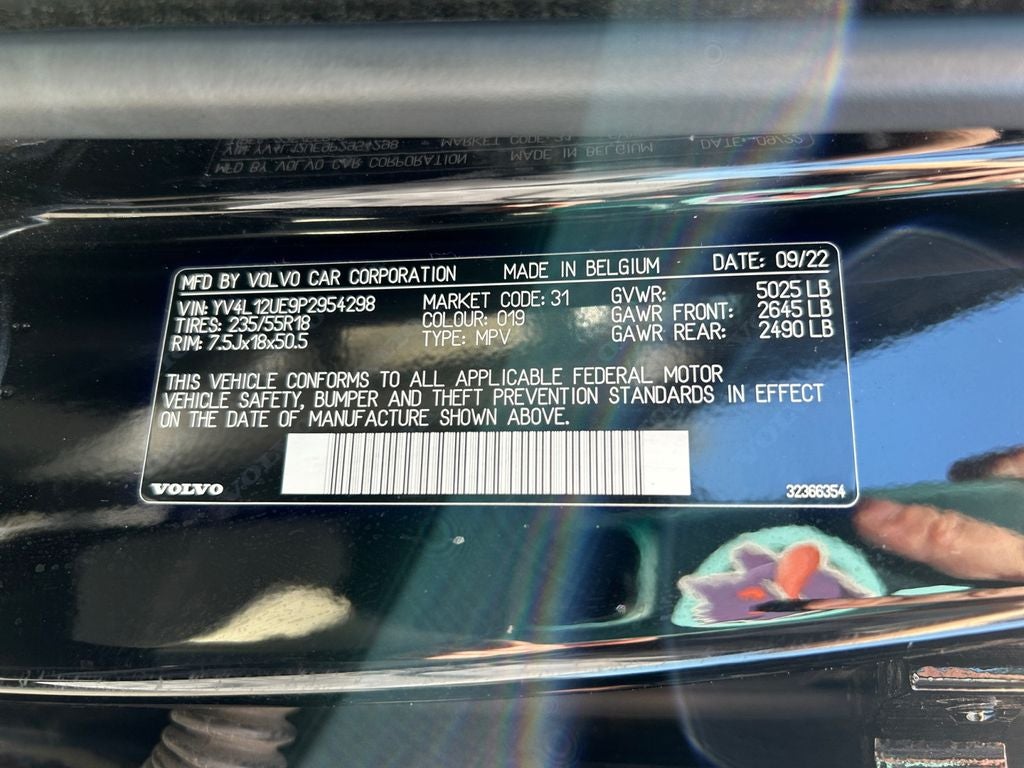 MFD BY VOLVO CAR CORPORATION MADE IN BELGIUM DATE: 09/22
VIN: YV4L12UE9P2954298 MARKET CODE: 31 GVWR: 5025 LB
TIRES: 235/55R18 COLOUR: 019 GAWR FRONT: 2645 LB
RIM: 7.5Jx18x50.5 TYPE: MPV GAWR REAR: 2490 LB
THIS VEHICLE CONFORMS TO ALL APPLICABLE FEDERAL MOTOR
VEHICLE SAFETY, BUMPER AND THEFT PREVENTION STANDARDS IN EFFECT
ON THE DATE OF MANUFACTURE SHOWN ABOVE.
VOLVO 32366354